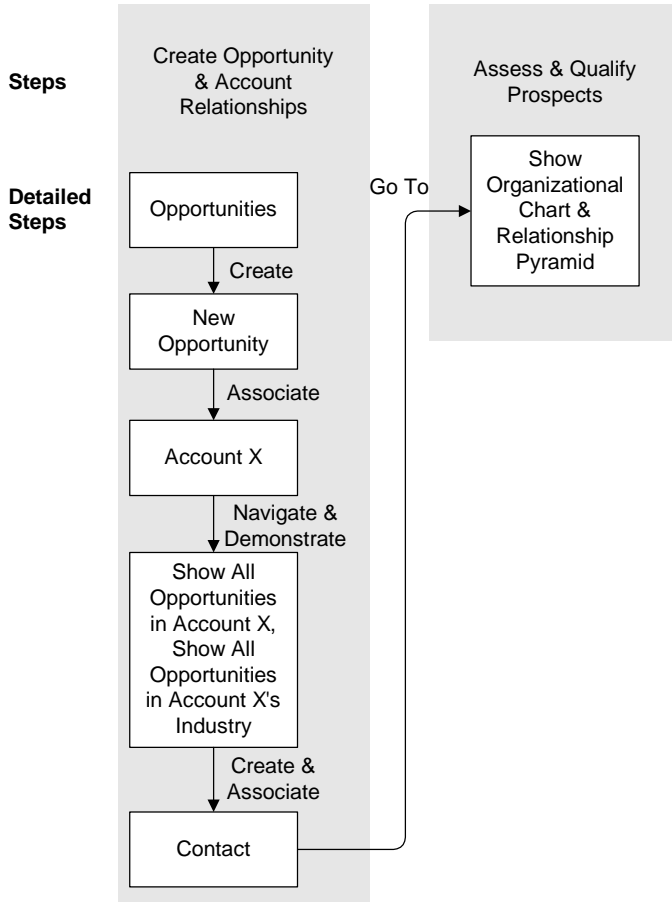 Steps
Create Opportunity
& Account
Relationships
Assess & Qualify
Prospects
Detailed
Steps
Opportunities
Create
New
Opportunity
Associate
Account X
Navigate &
Demonstrate
Show All
Opportunities
in Account X,
Show All
Opportunities
in Account X's
Industry
Create &
Associate
Contact
Go To
Show
Organizational
Chart &
Relationship
Pyramid